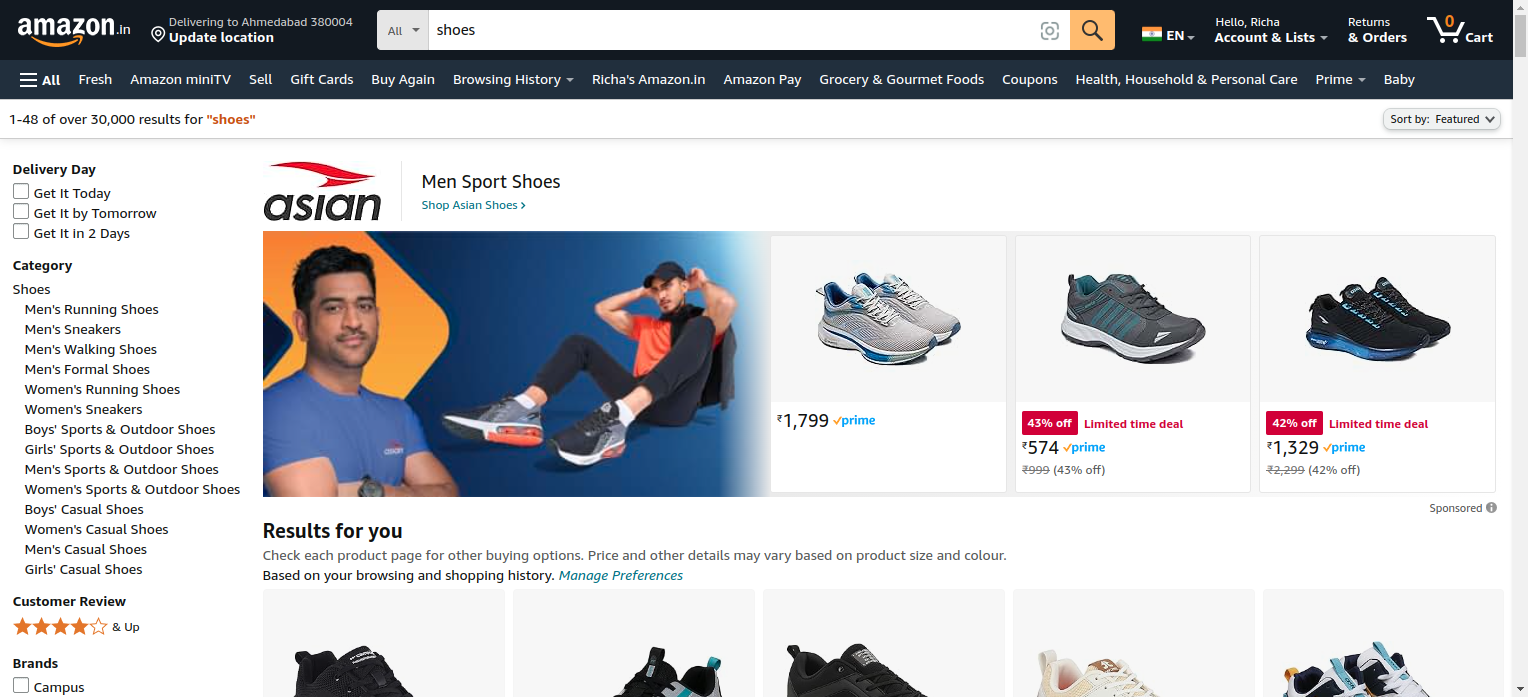 amazon.in
Delivering to Ahmedabad 380004
Update location
All
shoes
EN
Hello, Richa
Account & Lists
Returns
& Orders
0
Cart
All Fresh Amazon miniTV Sell Gift Cards Buy Again Browsing History Richa's Amazon.in Amazon Pay Grocery & Gourmet Foods Coupons Health, Household & Personal Care Prime Baby
1-48 of over 30,000 results for "shoes"
Sort by: Featured
Delivery Day
Get It Today
Get It by Tomorrow
Get It in 2 Days
Category
Shoes
Men's Running Shoes
Men's Sneakers
Men's Walking Shoes
Men's Formal Shoes
Women's Running Shoes
Women's Sneakers
Boys' Sports & Outdoor Shoes
Girls' Sports & Outdoor Shoes
Men's Sports & Outdoor Shoes
Women's Sports & Outdoor Shoes
Boys' Casual Shoes
Women's Casual Shoes
Men's Casual Shoes
Girls' Casual Shoes
Customer Review
& Up
Brands
Campus
asian
Men Sport Shoes
Shop Asian Shoes ›
asian
₹1,799 prime
43% off Limited time deal
₹574 prime
₹999 (43% off)
42% off Limited time deal
₹1,329 prime
₹2,299 (42% off)
Sponsored
Results for you
Check each product page for other buying options. Price and other details may vary based on product size and colour.
Based on your browsing and shopping history. Manage Preferences